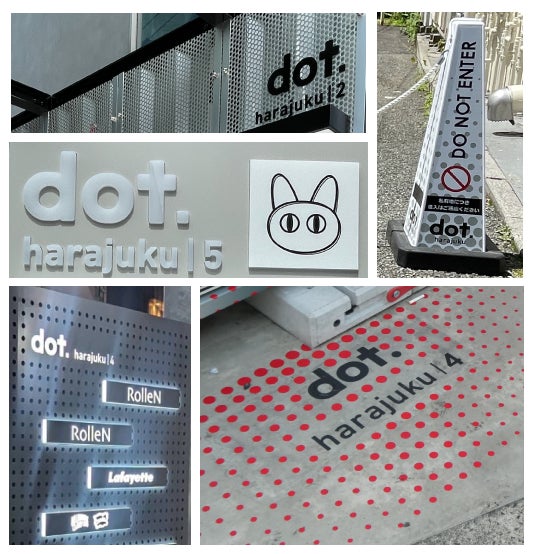 dot.
harajuku|2
DO NOT ENTER
私有地につき
進入はご遠慮ください
dot.
harajuku
dot.
harajuku|5
dot. harajuku|4
RolleN
RolleN
Lafayette
dot.
harajuku|4